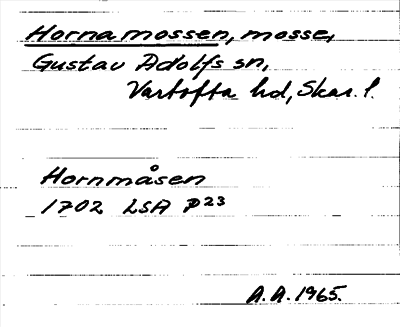 Hornamossen, mosse,
Gustav Adolfs sn,
Vartofta hd, Skar. l.
Hornmåsen
1702 LSA P23
A. A. 1965.